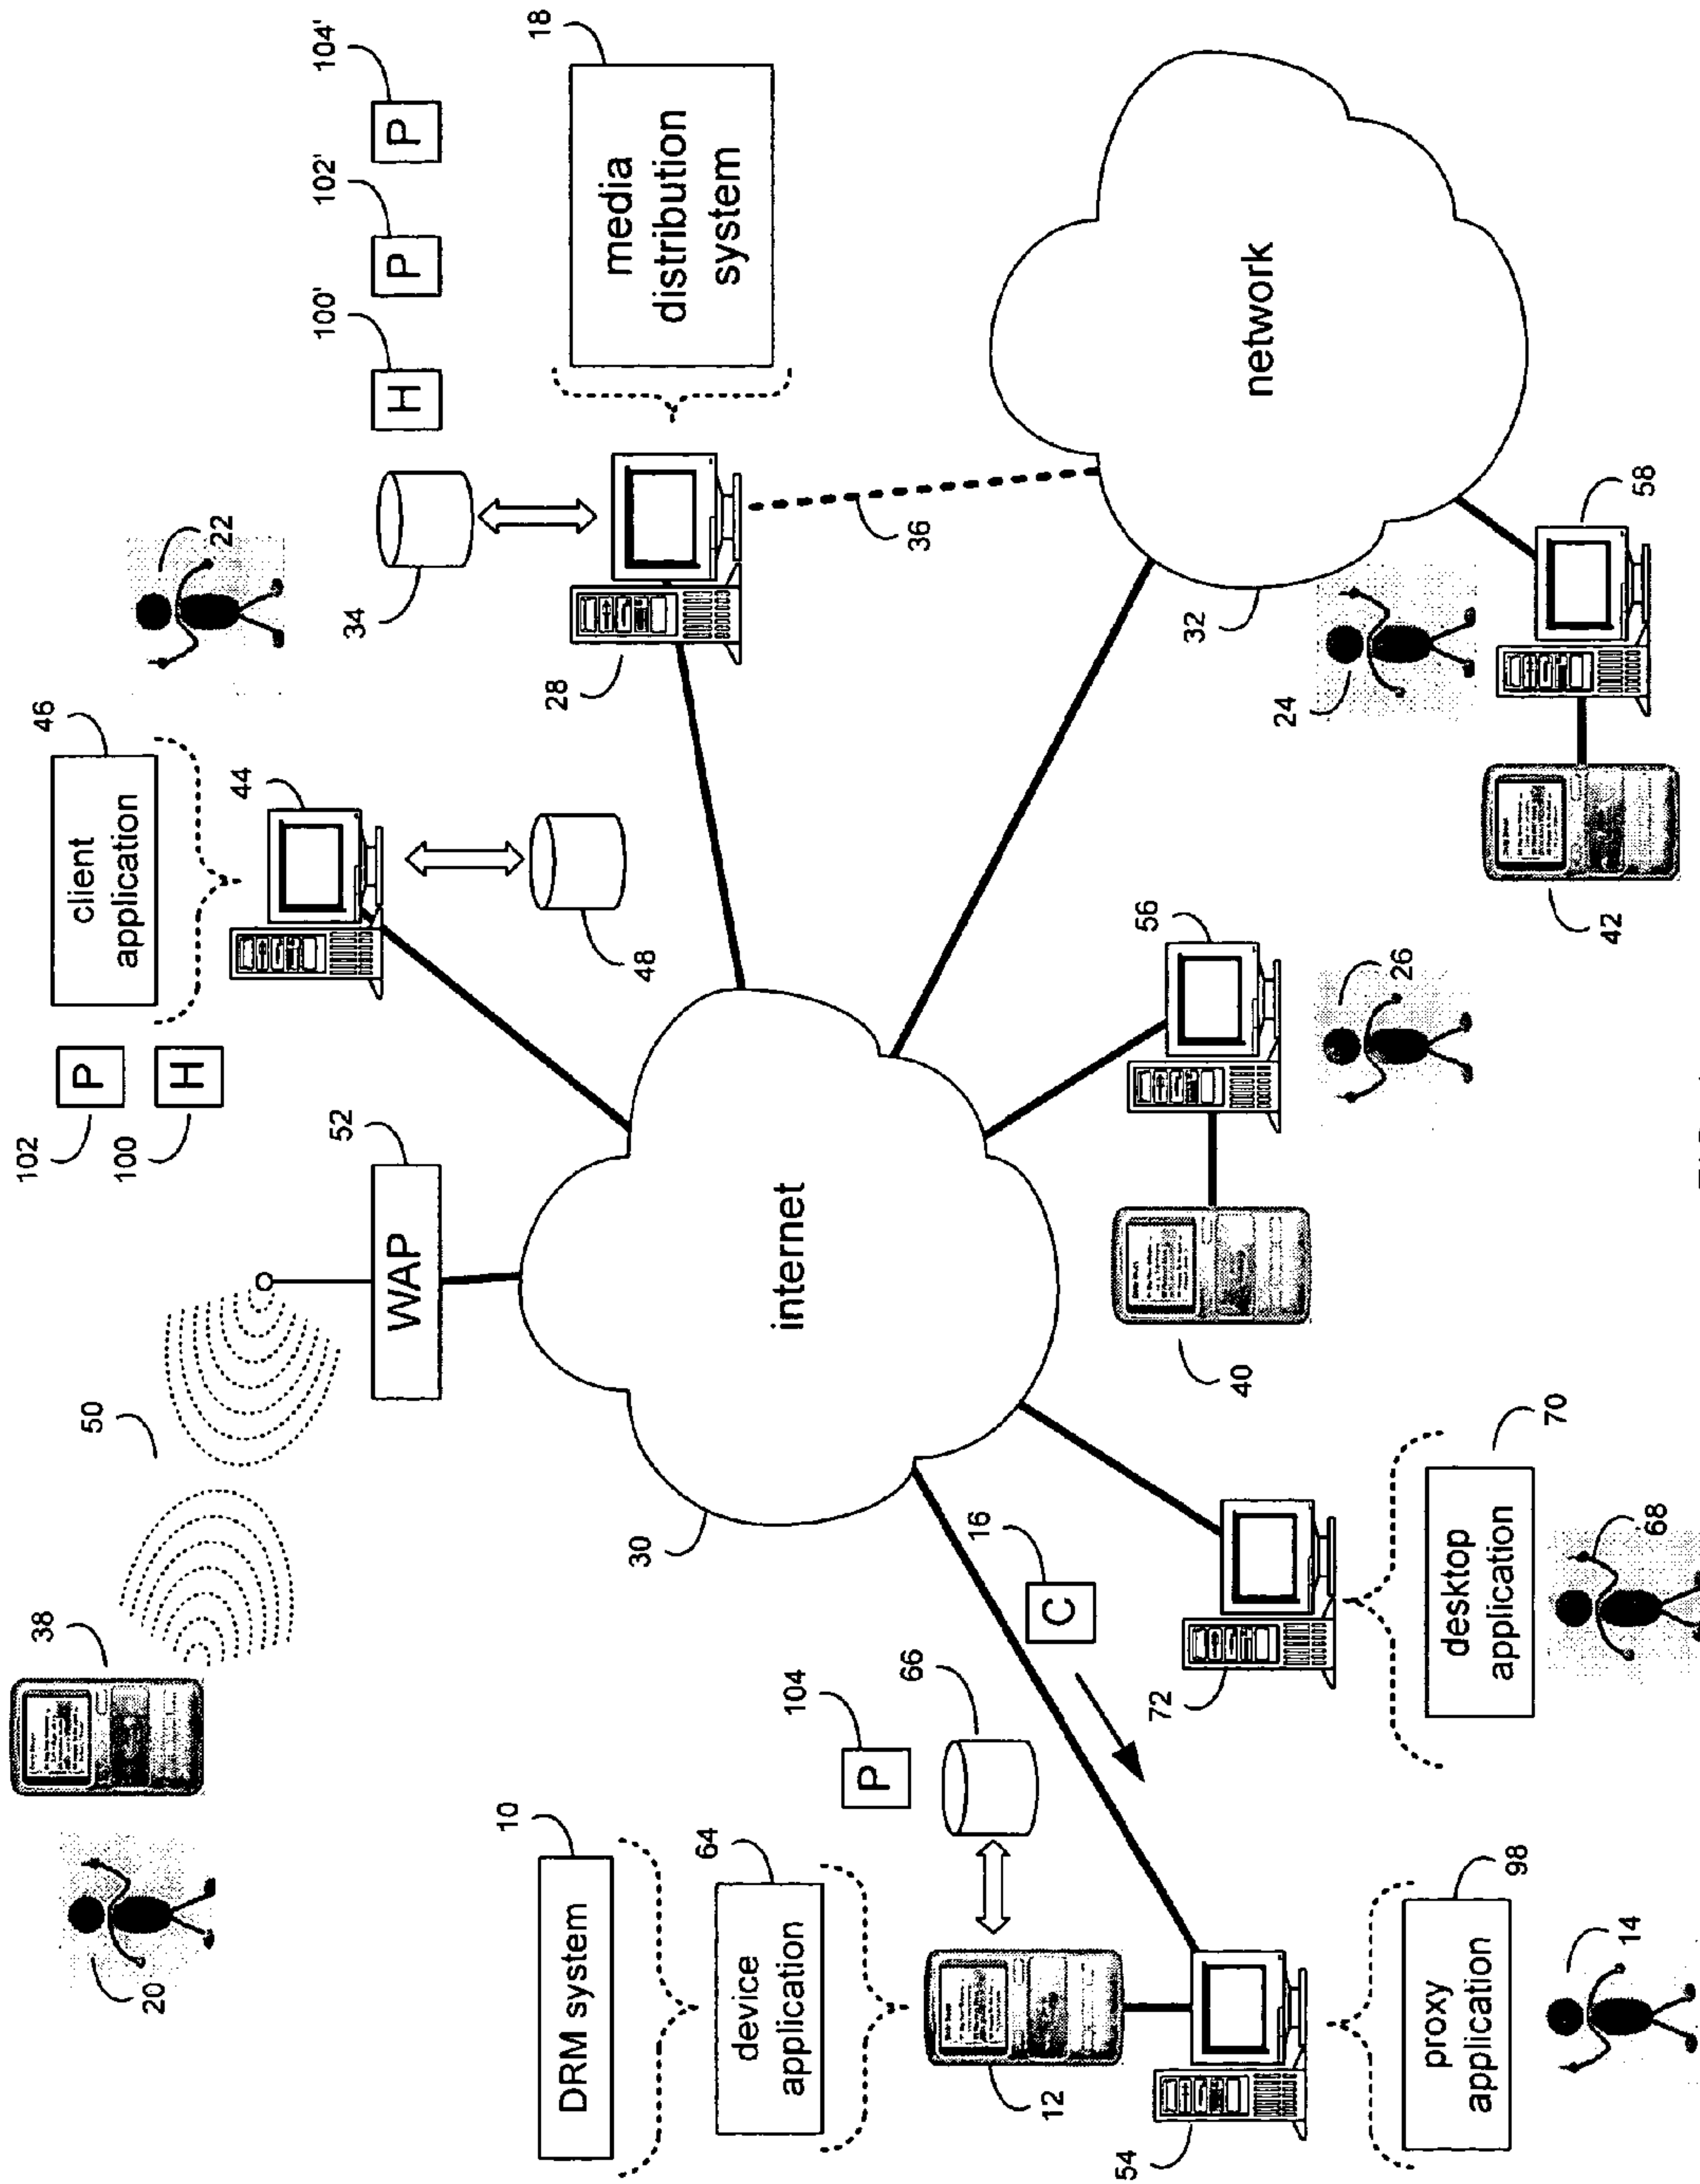 20
38
50
102
P
100
H
52
WAP
46
client
application
44
48
22
34
28
100'
H
102'
P
104'
P
18
media
distribution
system
10
DRM system
64
device
application
104
P
66
12
54
30
internet
16
C
72
40
56
26
36
32
network
24
58
42
98
proxy
application
14
70
desktop
application
68